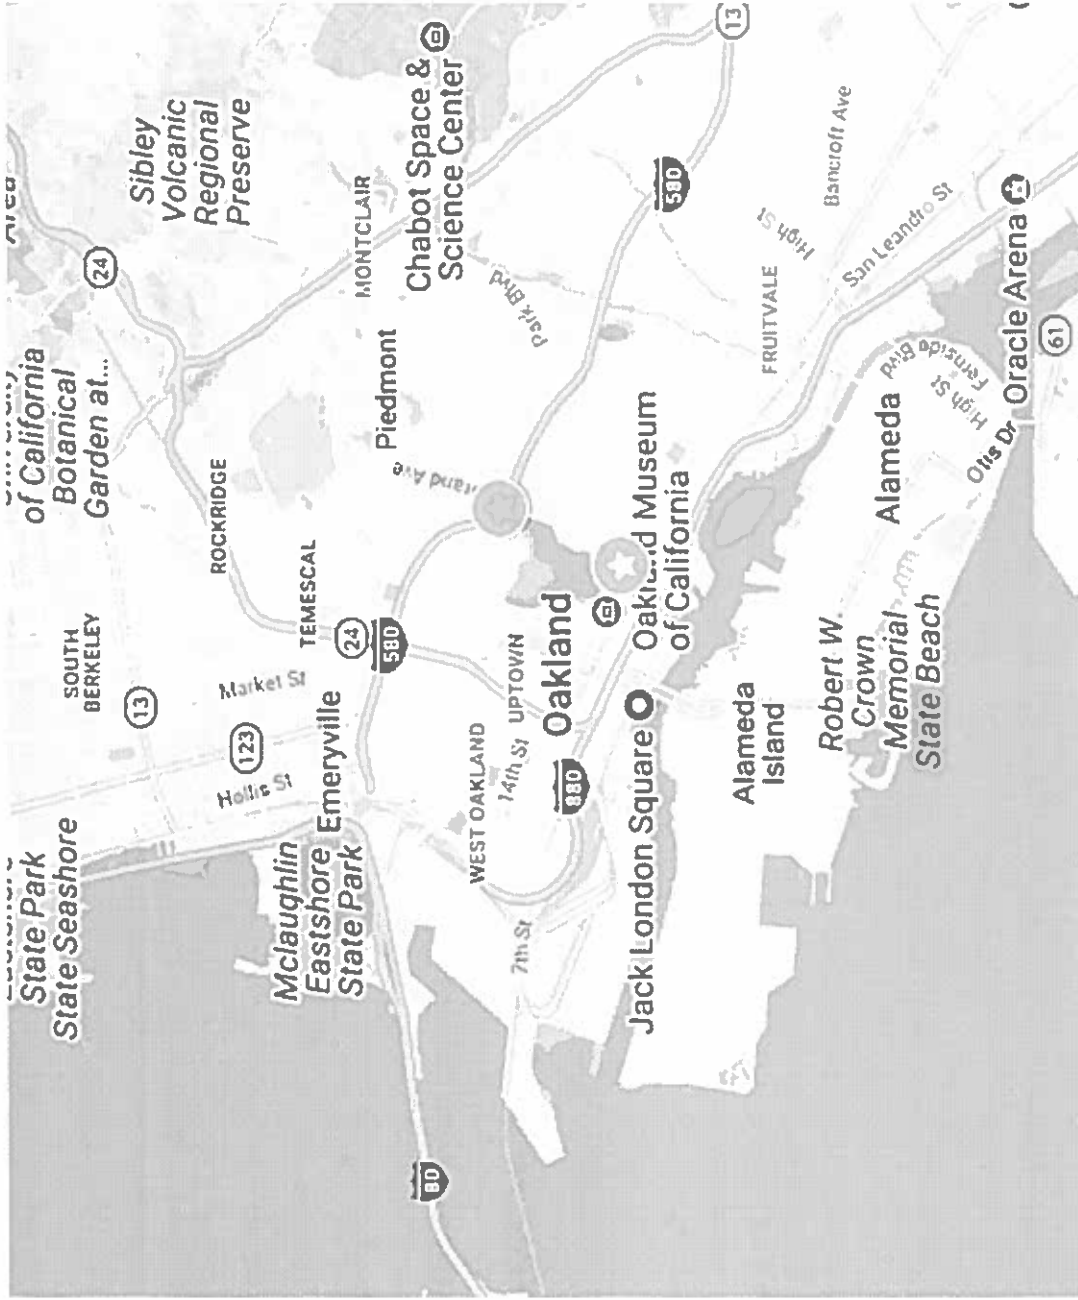 Sibley
Volcanic
Regional
Preserve
24
13
of California
Botanical
Garden at...
MONTCLAIR
Chabot Space &
Science Center
580
Piedmont
Park Blvd
High St
Bancroft Ave
San Leandro St
FRUITVALE
ROCKRIDGE
TEMESCAL
24
580
SOUTH
BERKELEY
13
Market St
123
Hollis St
Emeryville
UPTOWN
Oakland
Oakland Museum
of California
Alameda
Fernside Blvd
High St
Otis Dr
Oracle Arena
61
WEST OAKLAND
14th St
880
Jack London Square
Alameda
Island
Robert W.
Crown
Memorial
State Beach
State Park
State Seashore
Mclaughlin
Eastshore
State Park
7th St
80